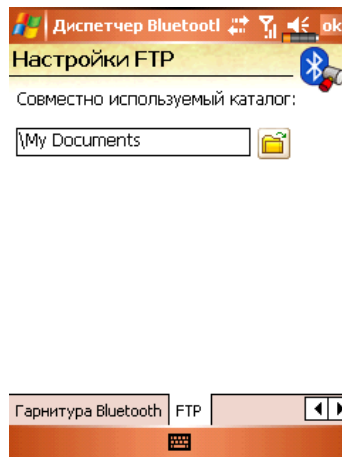 Диспетчер Bluetootl ok
Настройки FTP
Совместно используемый каталог:
\My Documents
Гарнитура Bluetooth FTP